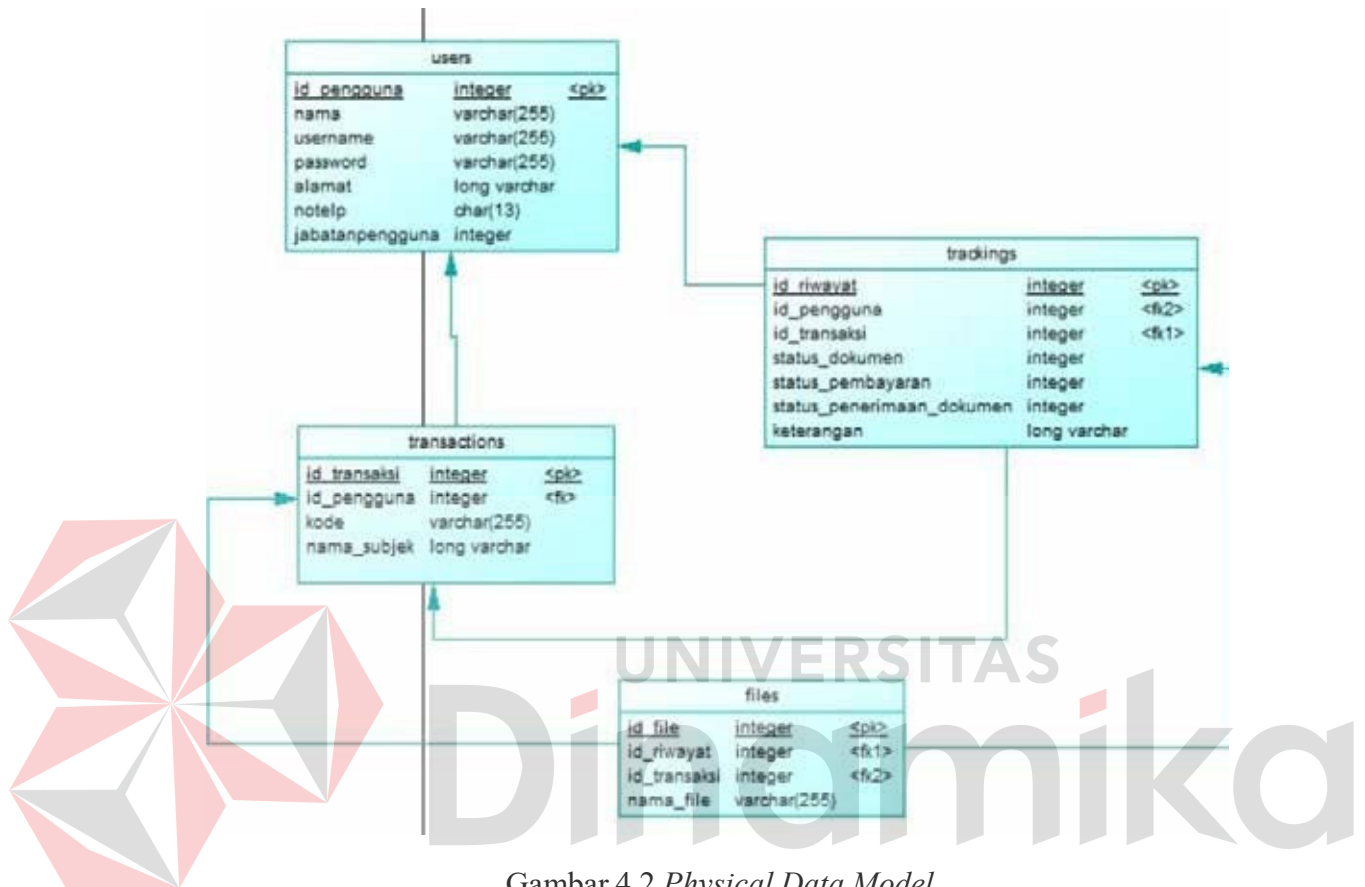 users
id_pengguna integer <pk>
nama varchar(255)
username varchar(255)
password varchar(255)
alamat long varchar
notelp char(13)
jabatanpengguna integer
trackings
id_riwayat integer <pk>
id_pengguna integer <fk2>
id_transaksi integer <fk1>
status_dokumen integer
status_pembayaran integer
status_penerimaan_dokumen integer
keterangan long varchar
transactions
id_transaksi integer <pk>
id_pengguna integer <fk>
kode varchar(255)
nama_subjek long varchar
UNIVERSITAS
Dinamika
files
id_file integer <pk>
id_riwayat integer <fk1>
id_transaksi integer <fk2>
nama_file varchar(255)
Gambar 4.2 Physical Data Model